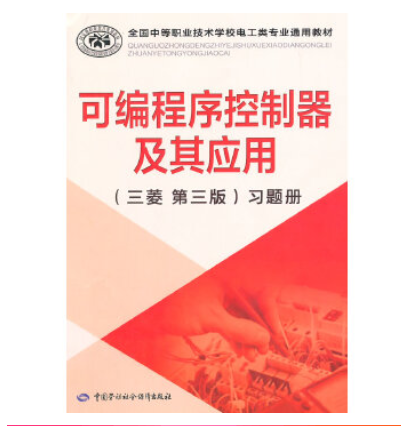 全国中等职业技术学校电工类专业通用教材
QUANGUOZHONGDENGZHIYEJISHUXUEXIAODIANGONGLEI
ZHUANYETONGYONGJIAOCAI
可编程序控制器
及其应用
(三菱 第三版)习题册
中国劳动社会保障出版社